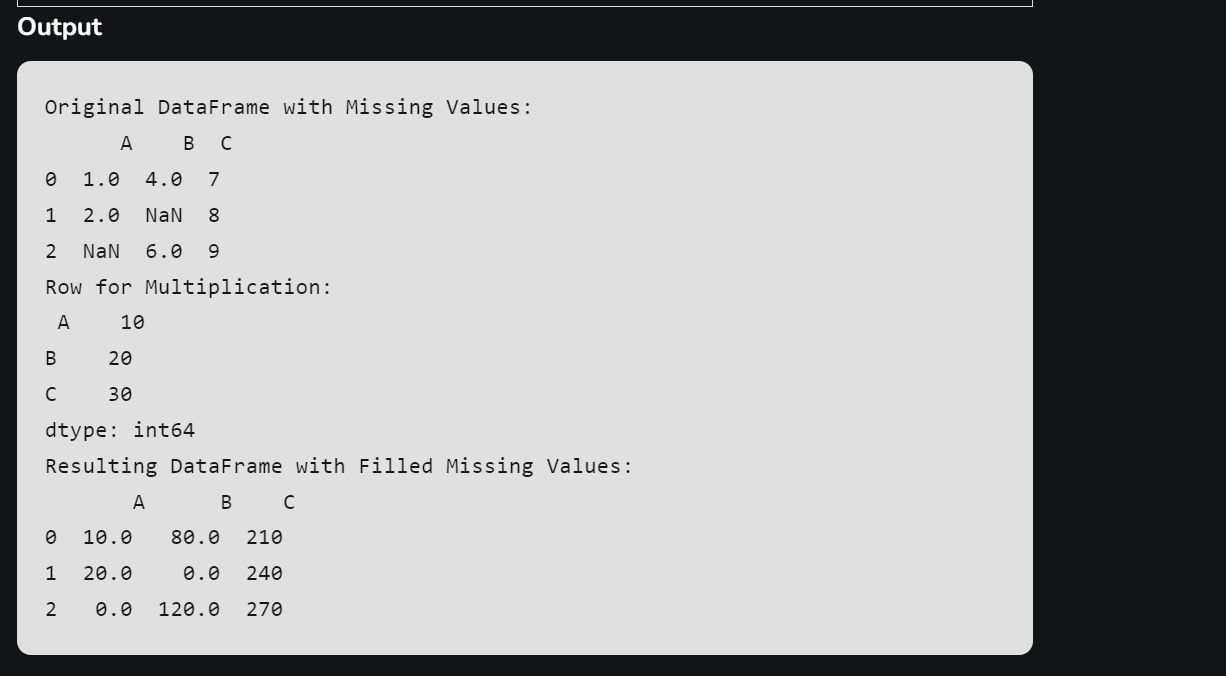 Output
Original DataFrame with Missing Values:
      A    B  C
0  1.0  4.0  7
1  2.0  NaN  8
2  NaN  6.0  9
Row for Multiplication:
 A    10
B    20
C    30
dtype: int64
Resulting DataFrame with Filled Missing Values:
       A      B    C
0  10.0   80.0  210
1  20.0    0.0  240
2   0.0  120.0  270